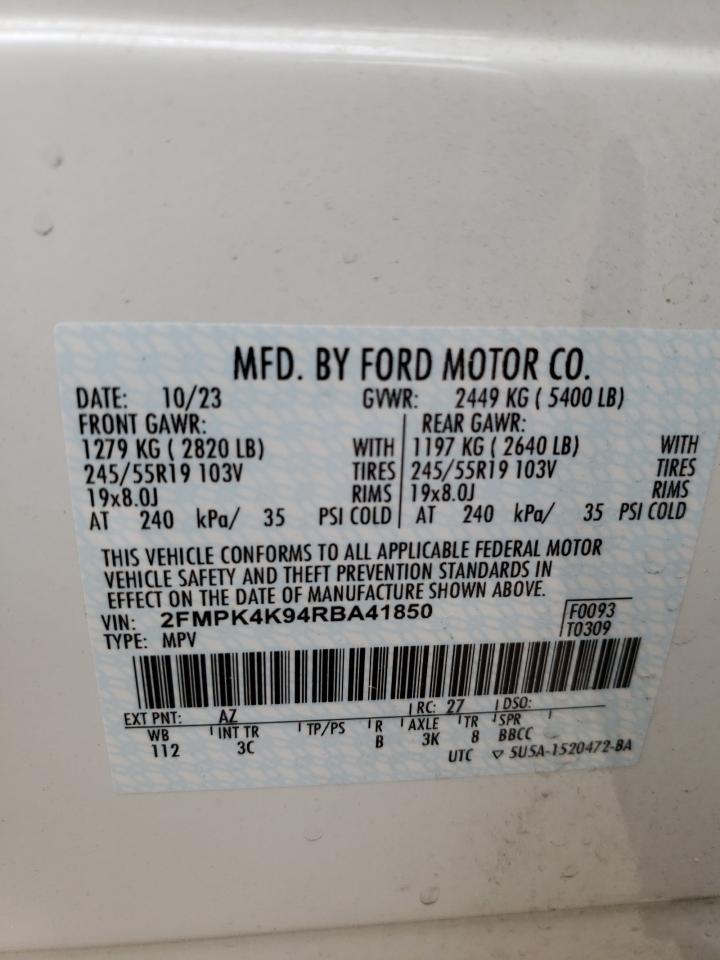 MFD. BY FORD MOTOR CO.
DATE: 10/23 GVWR: 2449 KG ( 5400 LB)
FRONT GAWR: REAR GAWR:
1279 KG ( 2820 LB) WITH 1197 KG ( 2640 LB) WITH
245/55R19 103V TIRES 245/55R19 103V TIRES
19x8.0J RIMS 19x8.0J RIMS
AT 240 kPa/ 35 PSI COLD AT 240 kPa/ 35 PSI COLD
THIS VEHICLE CONFORMS TO ALL APPLICABLE FEDERAL MOTOR
VEHICLE SAFETY AND THEFT PREVENTION STANDARDS IN
EFFECT ON THE DATE OF MANUFACTURE SHOWN ABOVE.
VIN: 2FMPK4K94RBA41850 F0093
TYPE: MPV T0309
EXT PNT: AZ RC: 27 DSO:
WB INT TR TP/PS R AXLE TR SPR
112 3C B 3K 8 BBCC
UTC ▽ 5U5A-1520472-BA